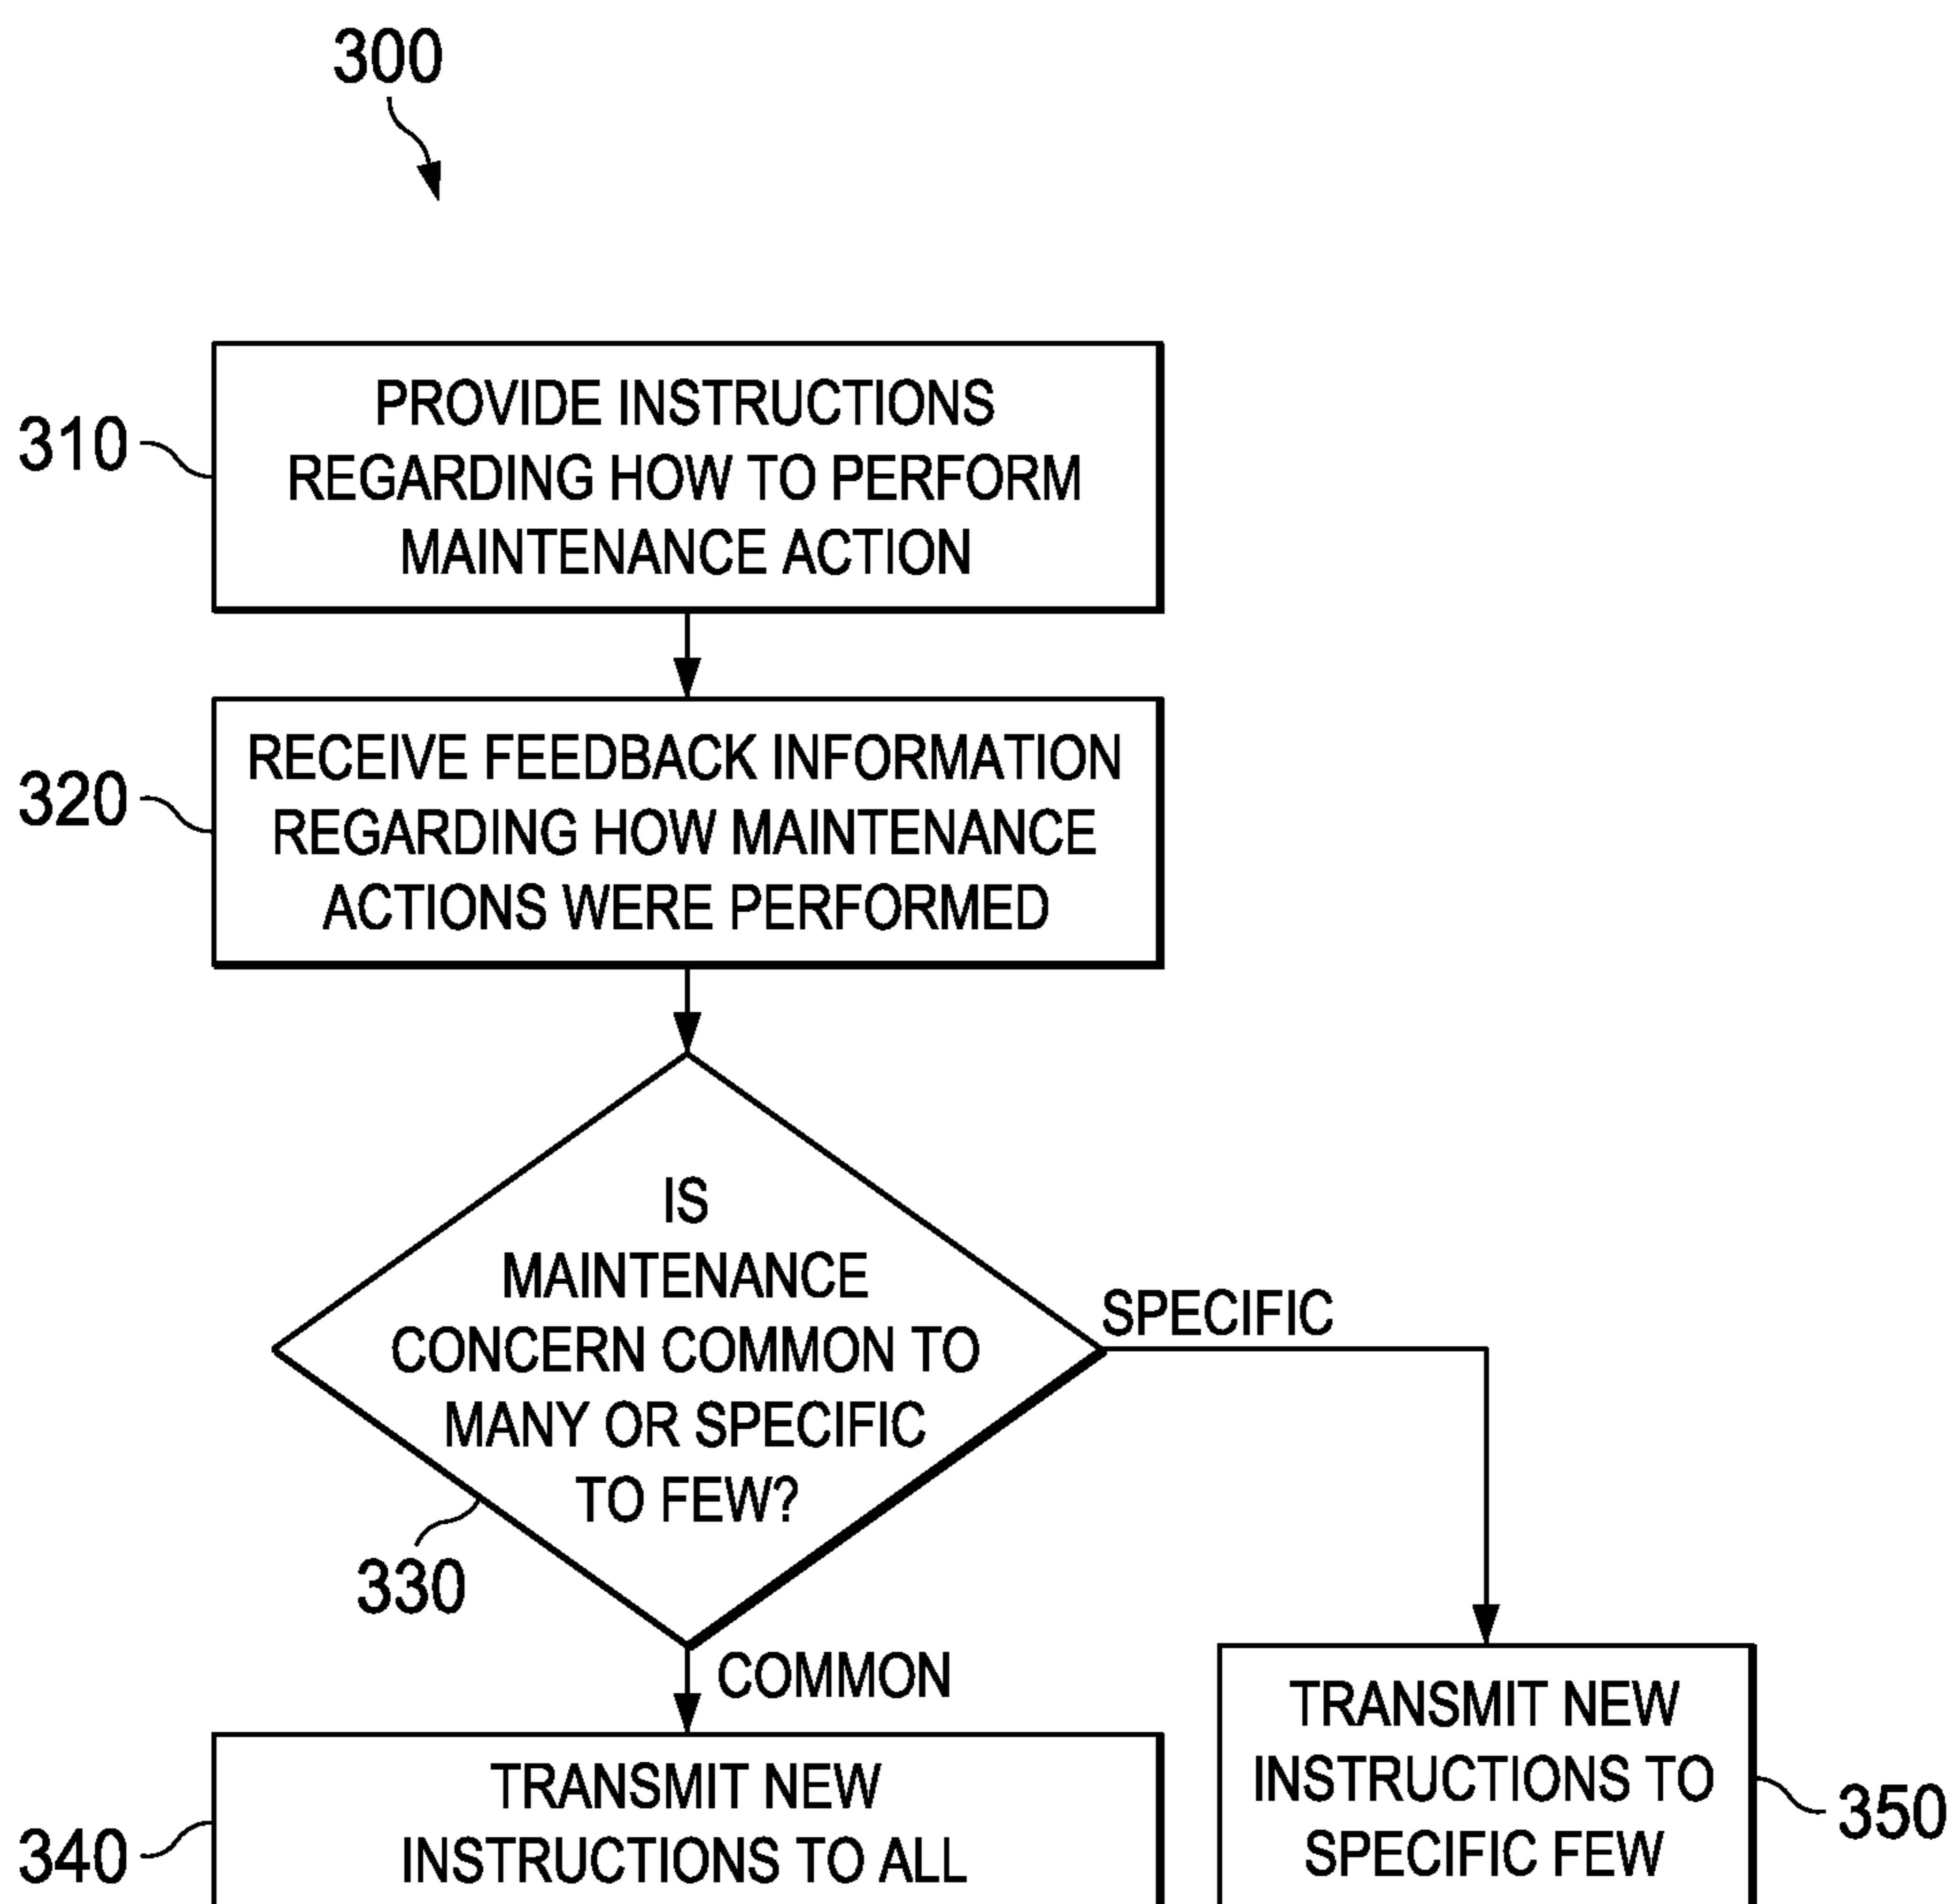 300
310
PROVIDE INSTRUCTIONS
REGARDING HOW TO PERFORM
MAINTENANCE ACTION
320
RECEIVE FEEDBACK INFORMATION
REGARDING HOW MAINTENANCE
ACTIONS WERE PERFORMED
IS
MAINTENANCE
CONCERN COMMON TO
MANY OR SPECIFIC
TO FEW?
330
SPECIFIC
COMMON
340
TRANSMIT NEW
INSTRUCTIONS TO ALL
TRANSMIT NEW
INSTRUCTIONS TO
SPECIFIC FEW
350